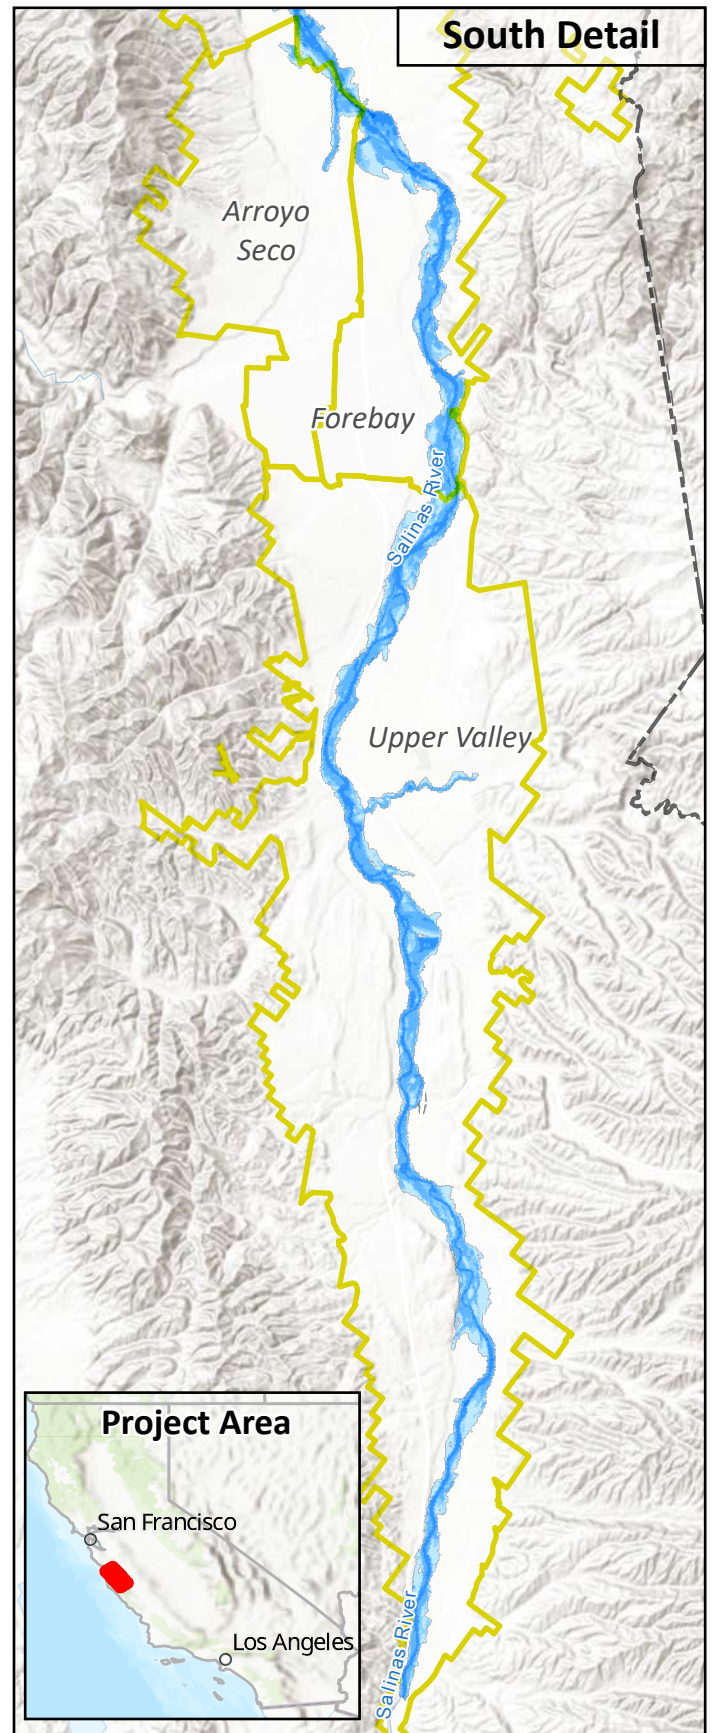 South Detail
Arroyo
Seco
Forebay
Salinas River
Upper Valley
Project Area
San Francisco
Los Angeles
Salinas River